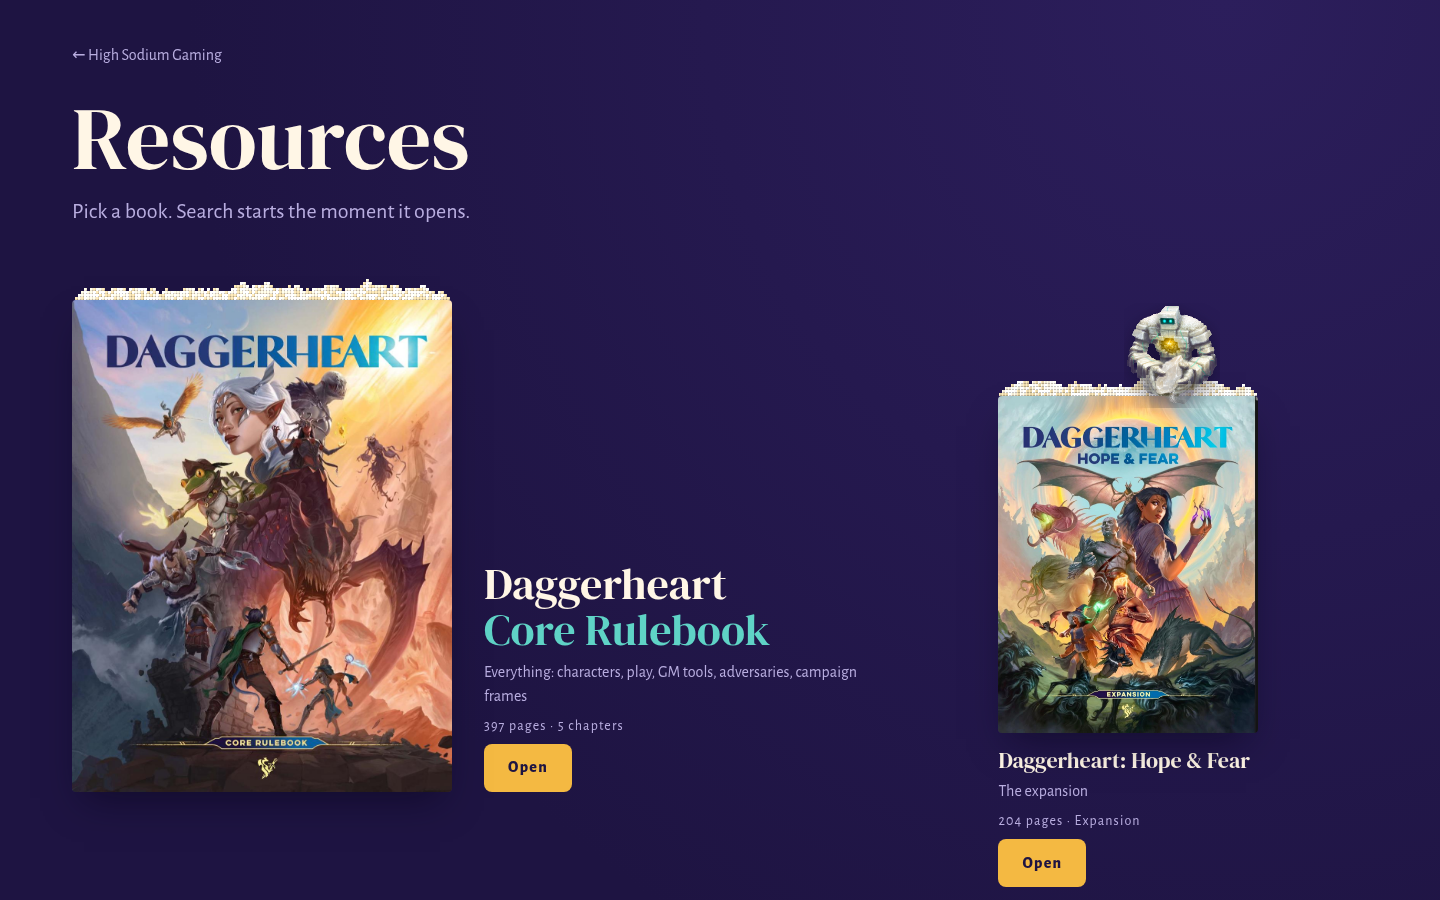 ← High Sodium Gaming
Resources
Pick a book. Search starts the moment it opens.
DAGGERHEART
CORE RULEBOOK
Daggerheart
Core Rulebook
Everything: characters, play, GM tools, adversaries, campaign
frames
397 pages · 5 chapters
Open
DAGGERHEART
HOPE & FEAR
EXPANSION
Daggerheart: Hope & Fear
The expansion
204 pages · Expansion
Open